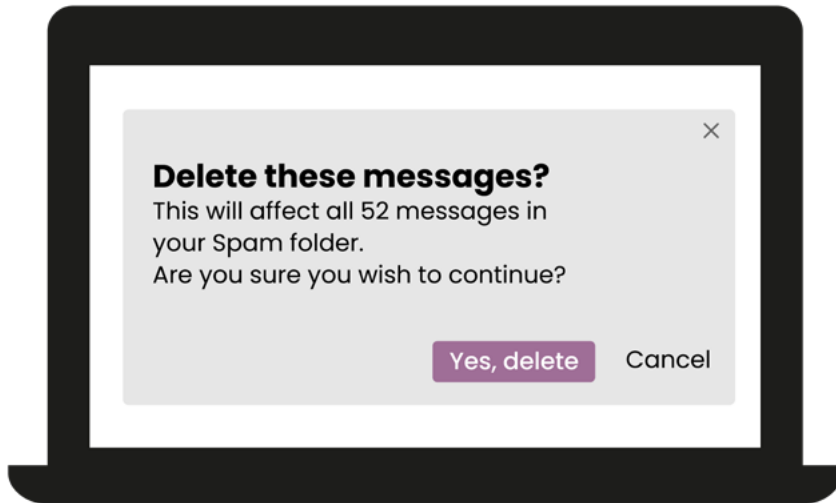 Delete these messages?
This will affect all 52 messages in
your Spam folder.
Are you sure you wish to continue?
Yes, delete
Cancel